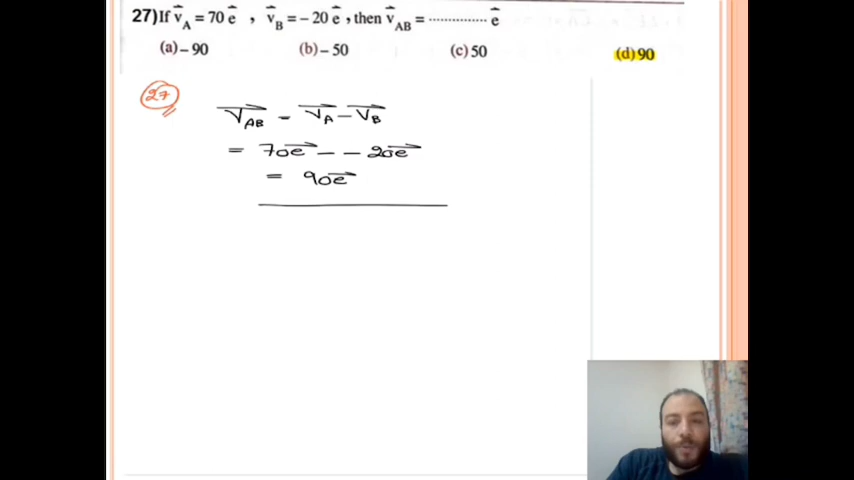 27) If v⃗_A = 70 e⃗ , v⃗_B = – 20 e⃗ , then v⃗_AB = ................ e⃗
(a) – 90 (b) – 50 (c) 50 (d) 90
27
V⃗_AB = V⃗_A – V⃗_B
= 70e⃗ – – 20e⃗
= 90e⃗